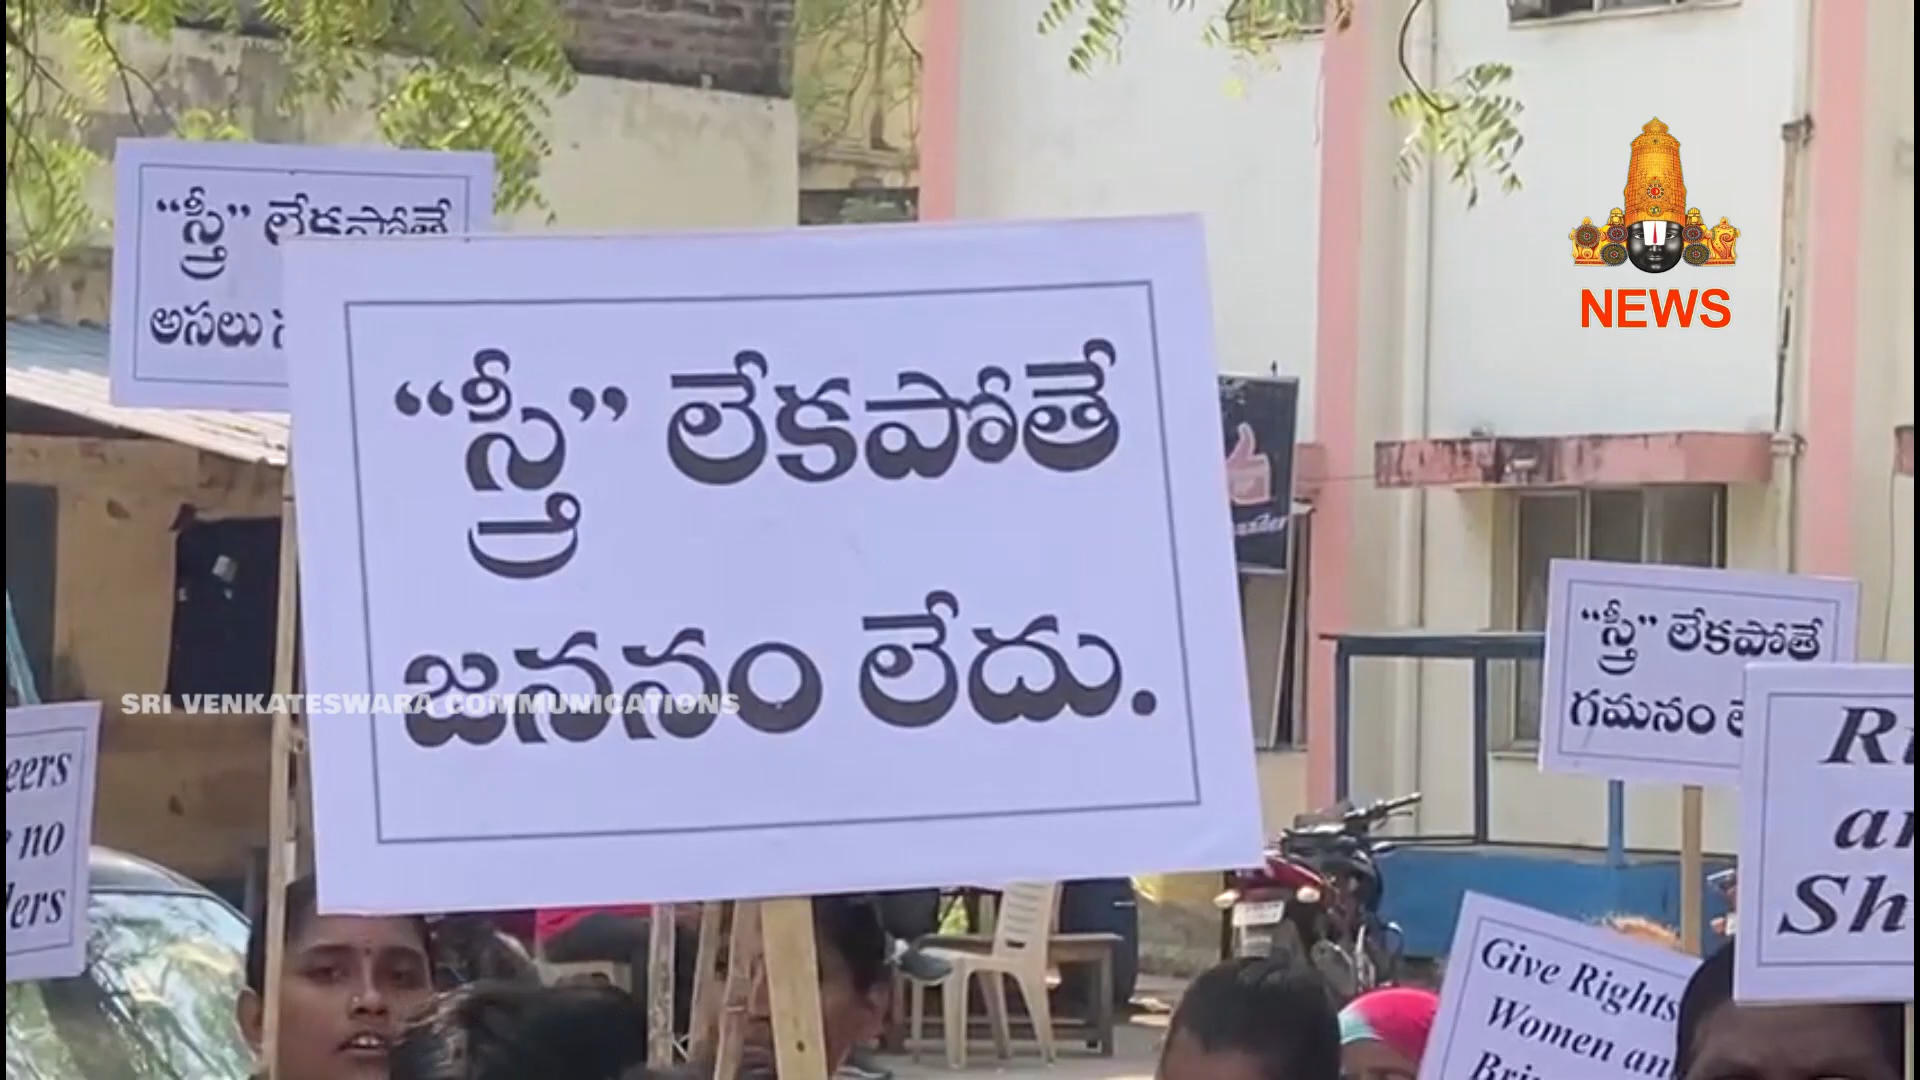 “స్త్రీ” లేకపోతే
అసలు
“స్త్రీ” లేకపోతే
జననం లేదు.
NEWS
SRI VENKATESWARA COMMUNICATIONS
“స్త్రీ” లేకపోతే
గమనం
no
Give Rights
Women